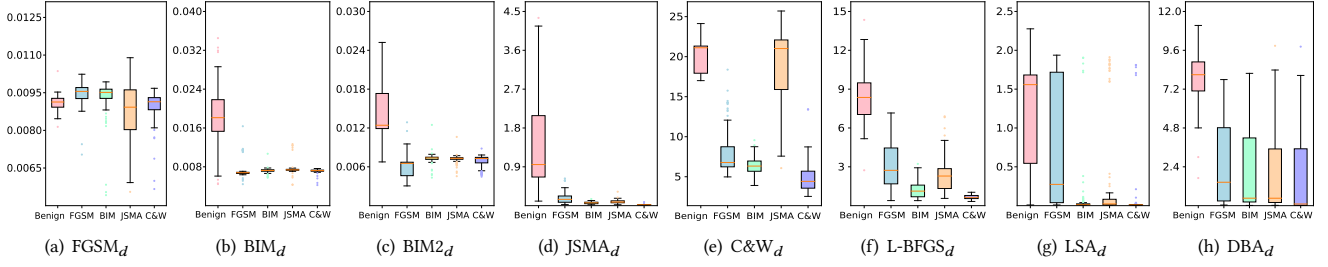 0.0125
0.0110
0.0095
0.0080
0.0065
Benign FGSM BIM JSMA C&W
(a) FGSM_d
0.040
0.032
0.024
0.016
0.008
Benign FGSM BIM JSMA C&W
(b) BIM_d
0.030
0.024
0.018
0.012
0.006
Benign FGSM BIM JSMA C&W
(c) BIM2_d
4.5
3.6
2.7
1.8
0.9
Benign FGSM BIM JSMA C&W
(d) JSMA_d
25
20
15
10
5
Benign FGSM BIM JSMA C&W
(e) C&W_d
15
12
9
6
3
Benign FGSM BIM JSMA C&W
(f) L-BFGS_d
2.5
2.0
1.5
1.0
0.5
Benign FGSM BIM JSMA C&W
(g) LSA_d
12.0
9.6
7.2
4.8
2.4
Benign FGSM BIM JSMA C&W
(h) DBA_d